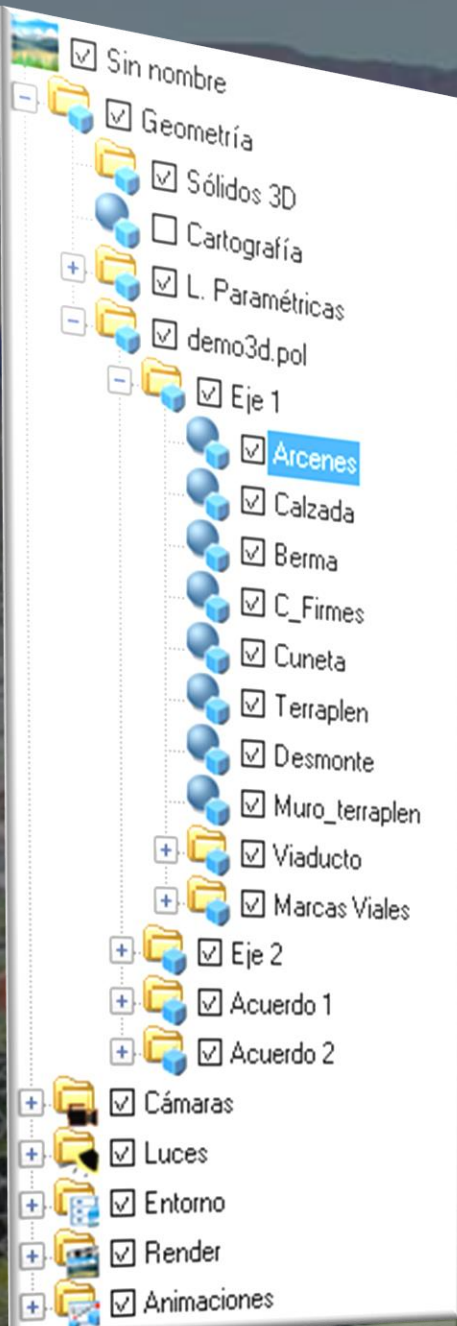 Sin nombre
Geometría
Sólidos 3D
Cartografía
L. Paramétricas
demo3d.pol
Eje 1
Arcenes
Calzada
Berma
C_Firmes
Cuneta
Terraplen
Desmonte
Muro_terraplen
Viaducto
Marcas Viales
Eje 2
Acuerdo 1
Acuerdo 2
Cámaras
Luces
Entorno
Render
Animaciones